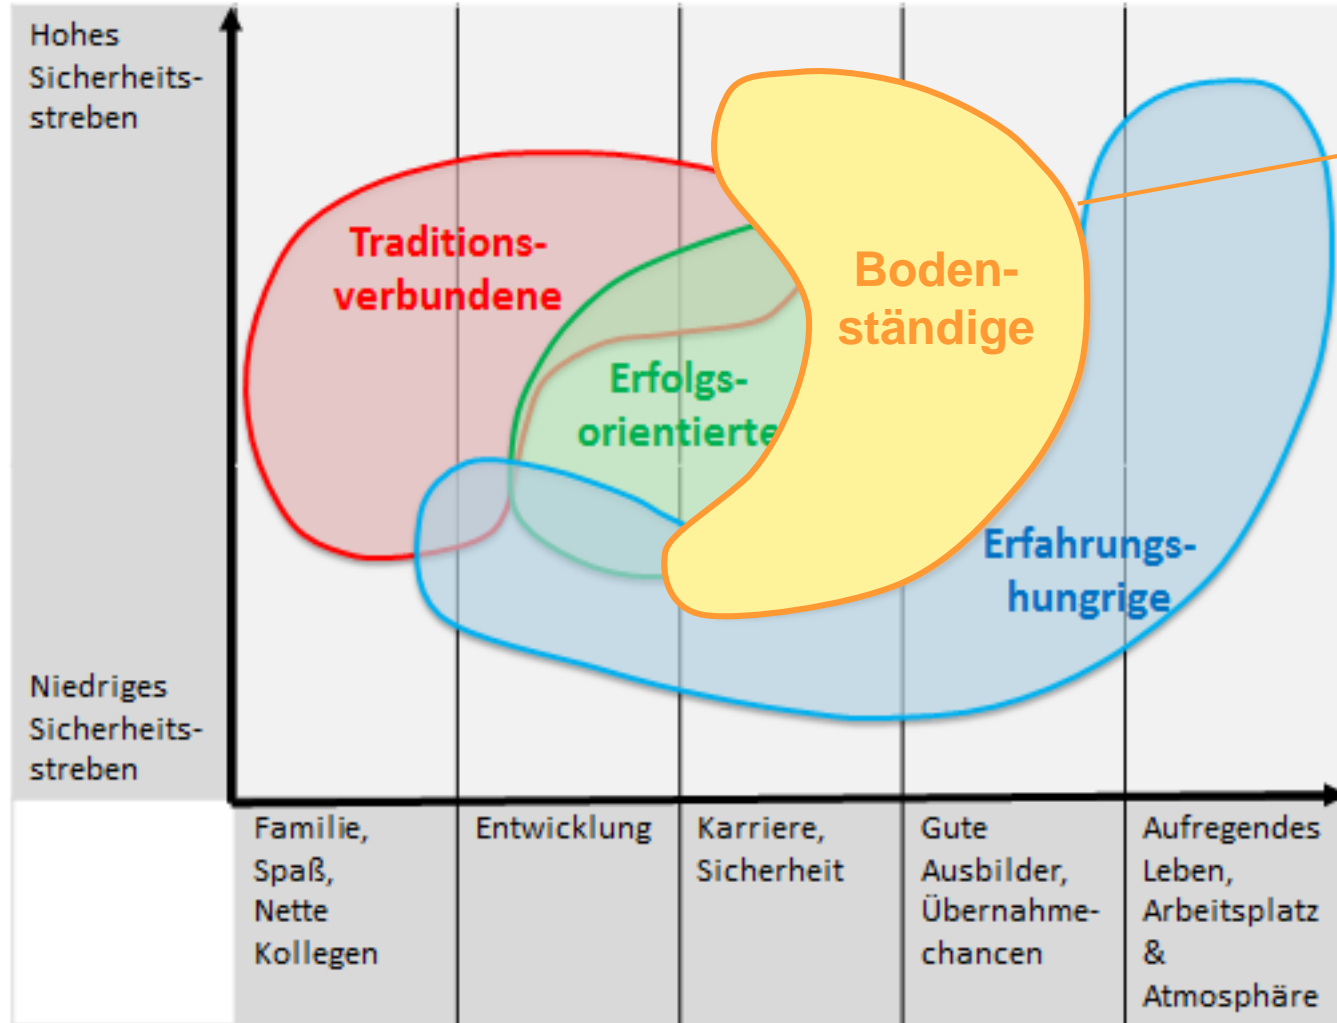 Hohes
Sicherheits-
streben
Traditions-
verbundene
Boden-
ständige
Erfolgs-
orientierte
Erfahrungs-
hungrige
Niedriges
Sicherheits-
streben
Familie,
Spaß,
Nette
Kollegen
Entwicklung
Karriere,
Sicherheit
Gute
Ausbilder,
Übernahme-
chancen
Aufregendes
Leben,
Arbeitsplatz
&
Atmosphäre